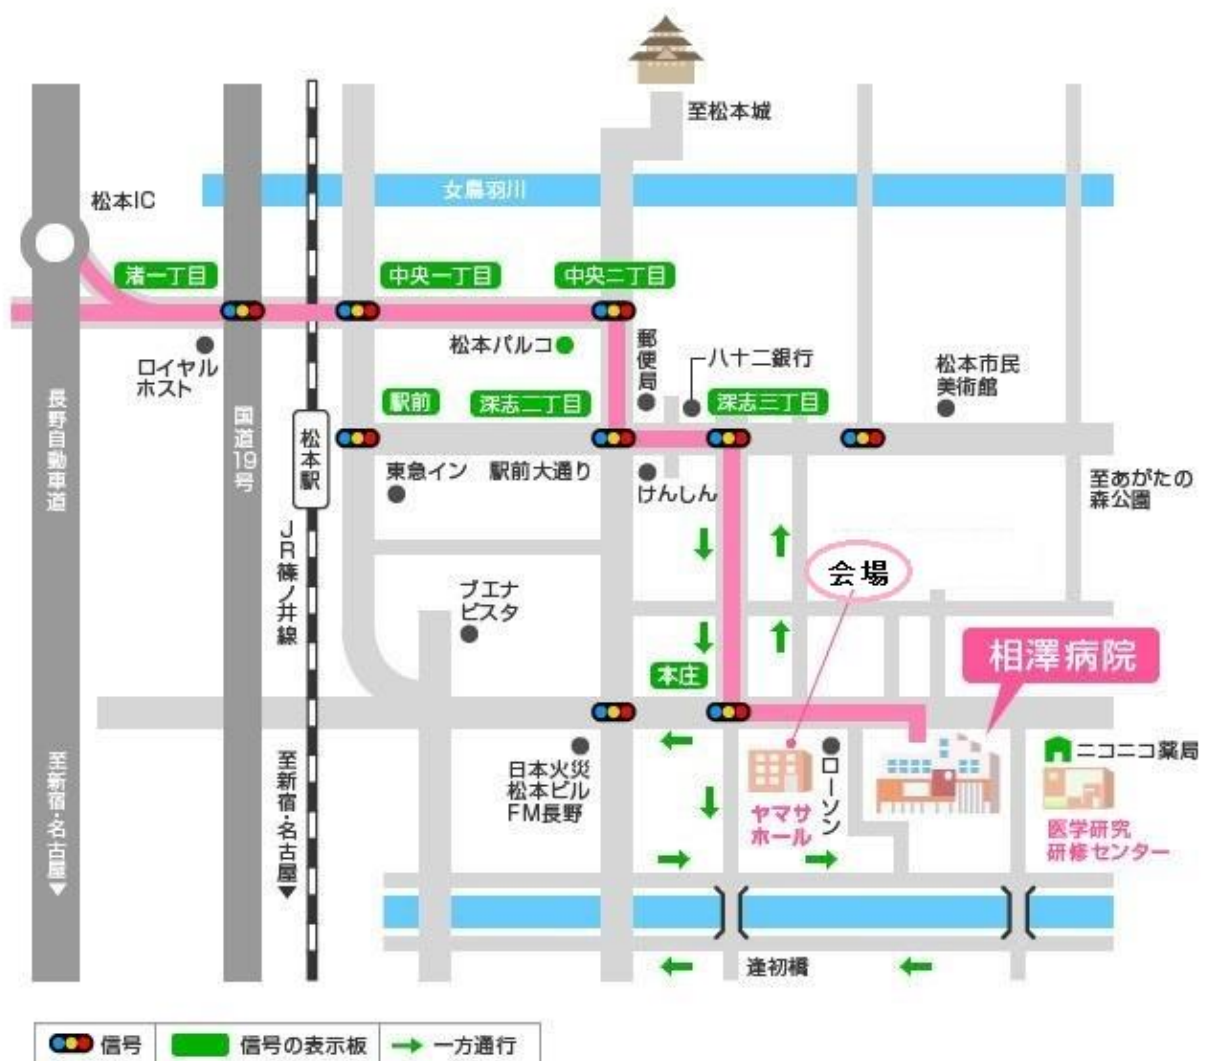 至松本城
女鳥羽川
松本IC
渚一丁目
中央一丁目
中央二丁目
松本パルコ
郵便局
八十二銀行
ロイヤル
ホスト
松本市民
美術館
駅前
深志二丁目
深志三丁目
長野自動車道
国道19号
松本駅
東急イン
駅前大通り
けんしん
至あがたの
森公園
JR篠ノ井線
会場
ブエナ
ビスタ
本庄
相澤病院
至新宿・名古屋▼
至新宿・名古屋▼
日本火災
松本ビル
FM長野
ヤマサ
ホール
ローソン
ニコニコ薬局
医学研究
研修センター
逢初橋
信号
信号の表示板
一方通行